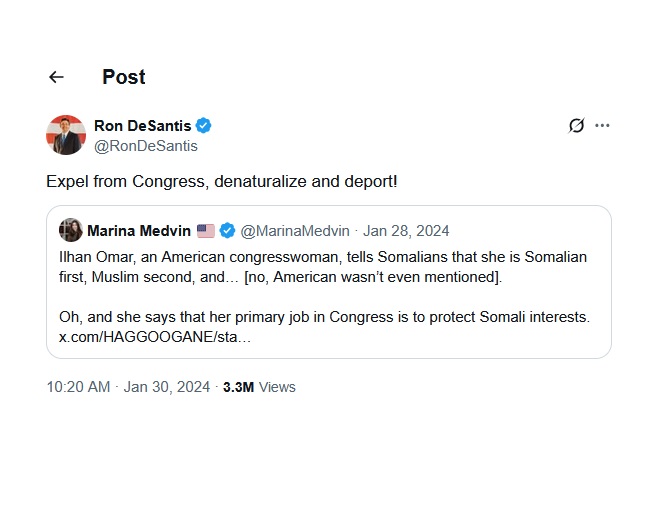 Post
Ron DeSantis
@RonDeSantis
Expel from Congress, denaturalize and deport!
Marina Medvin 🇺🇸 @MarinaMedvin · Jan 28, 2024
Ilhan Omar, an American congresswoman, tells Somalians that she is Somalian
first, Muslim second, and… [no, American wasn’t even mentioned].
Oh, and she says that her primary job in Congress is to protect Somali interests.
x.com/HAGGOOGANE/sta…
10:20 AM · Jan 30, 2024 · 3.3M Views